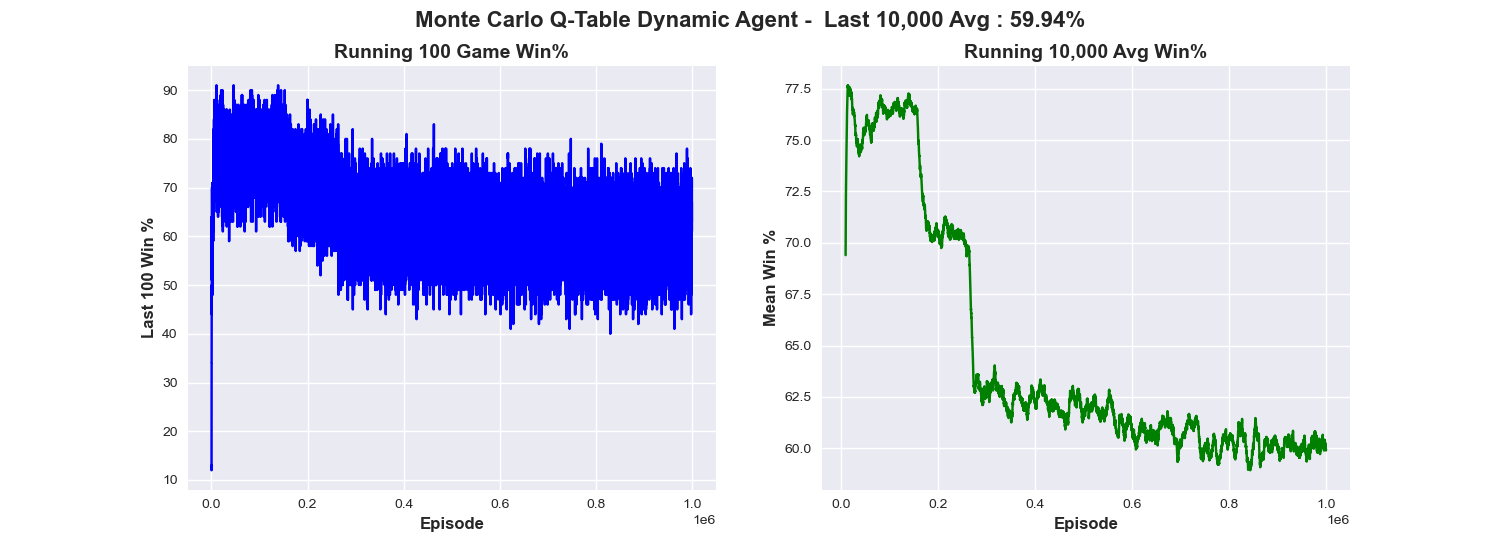 Monte Carlo Q-Table Dynamic Agent -  Last 10,000 Avg : 59.94%
Running 100 Game Win%
Last 100 Win %
90
80
70
60
50
40
30
20
10
0.0 0.2 0.4 0.6 0.8 1.0
1e6
Episode
Running 10,000 Avg Win%
Mean Win %
77.5
75.0
72.5
70.0
67.5
65.0
62.5
60.0
0.0 0.2 0.4 0.6 0.8 1.0
1e6
Episode